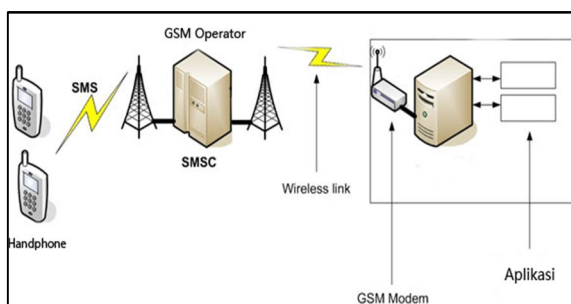 GSM Operator
SMS
SMSC
Wireless link
Handphone
GSM Modem
Aplikasi